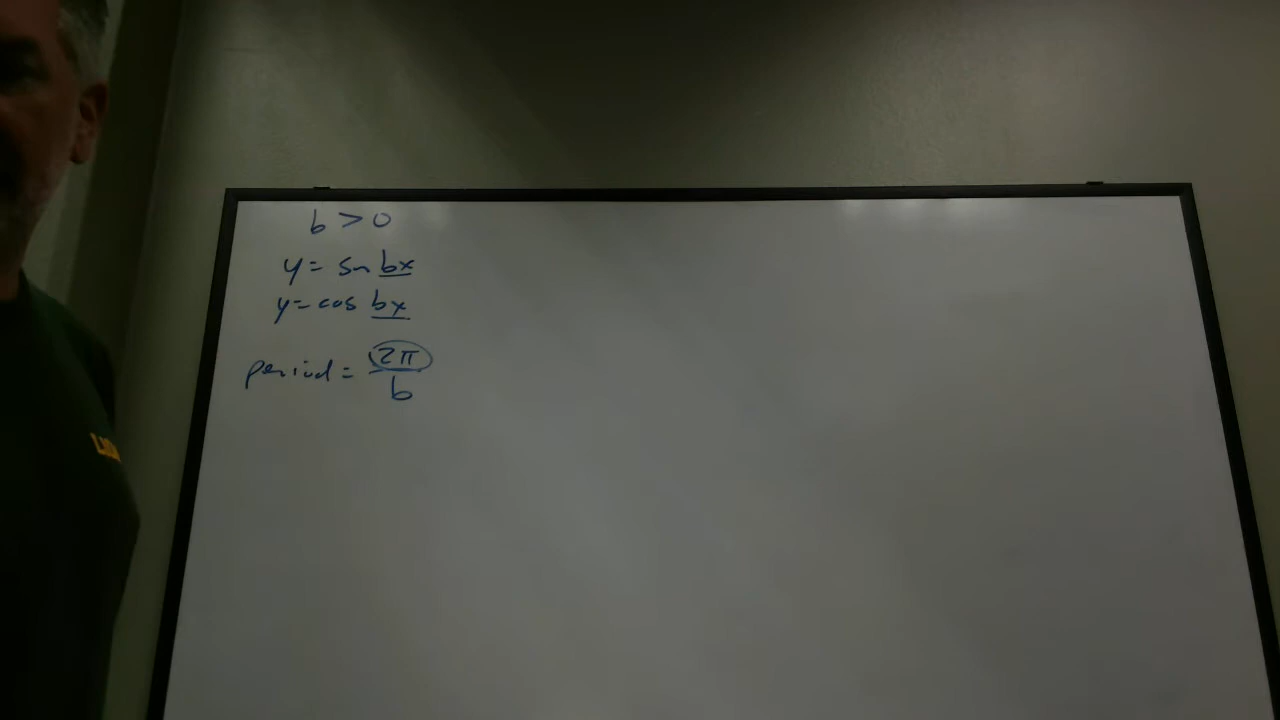 b > 0
y = sin bx
y = cos bx
period = 2π/b